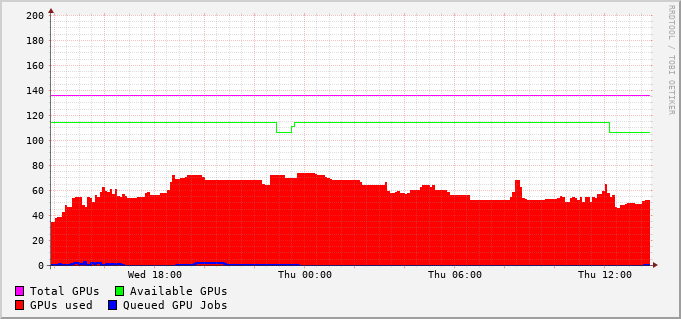 200
180
160
140
120
100
80
60
40
20
0
Wed 18:00 Thu 00:00 Thu 06:00 Thu 12:00
Total GPUs Available GPUs
GPUs used Queued GPU Jobs
RRDTOOL / TOBI OETIKER